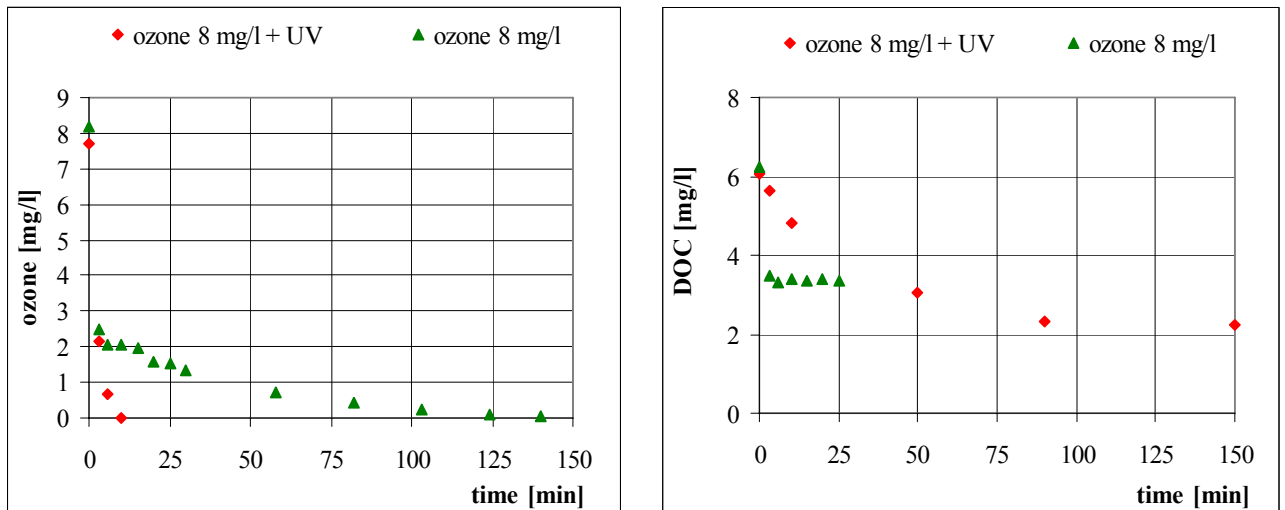 ozone 8 mg/l + UV
ozone 8 mg/l
9
8
7
6
5
4
3
2
1
0
ozone [mg/l]
0 25 50 75 100 125 150
time [min]
ozone 8 mg/l + UV
ozone 8 mg/l
8
6
4
2
0
DOC [mg/l]
0 25 50 75 100 125 150
time [min]